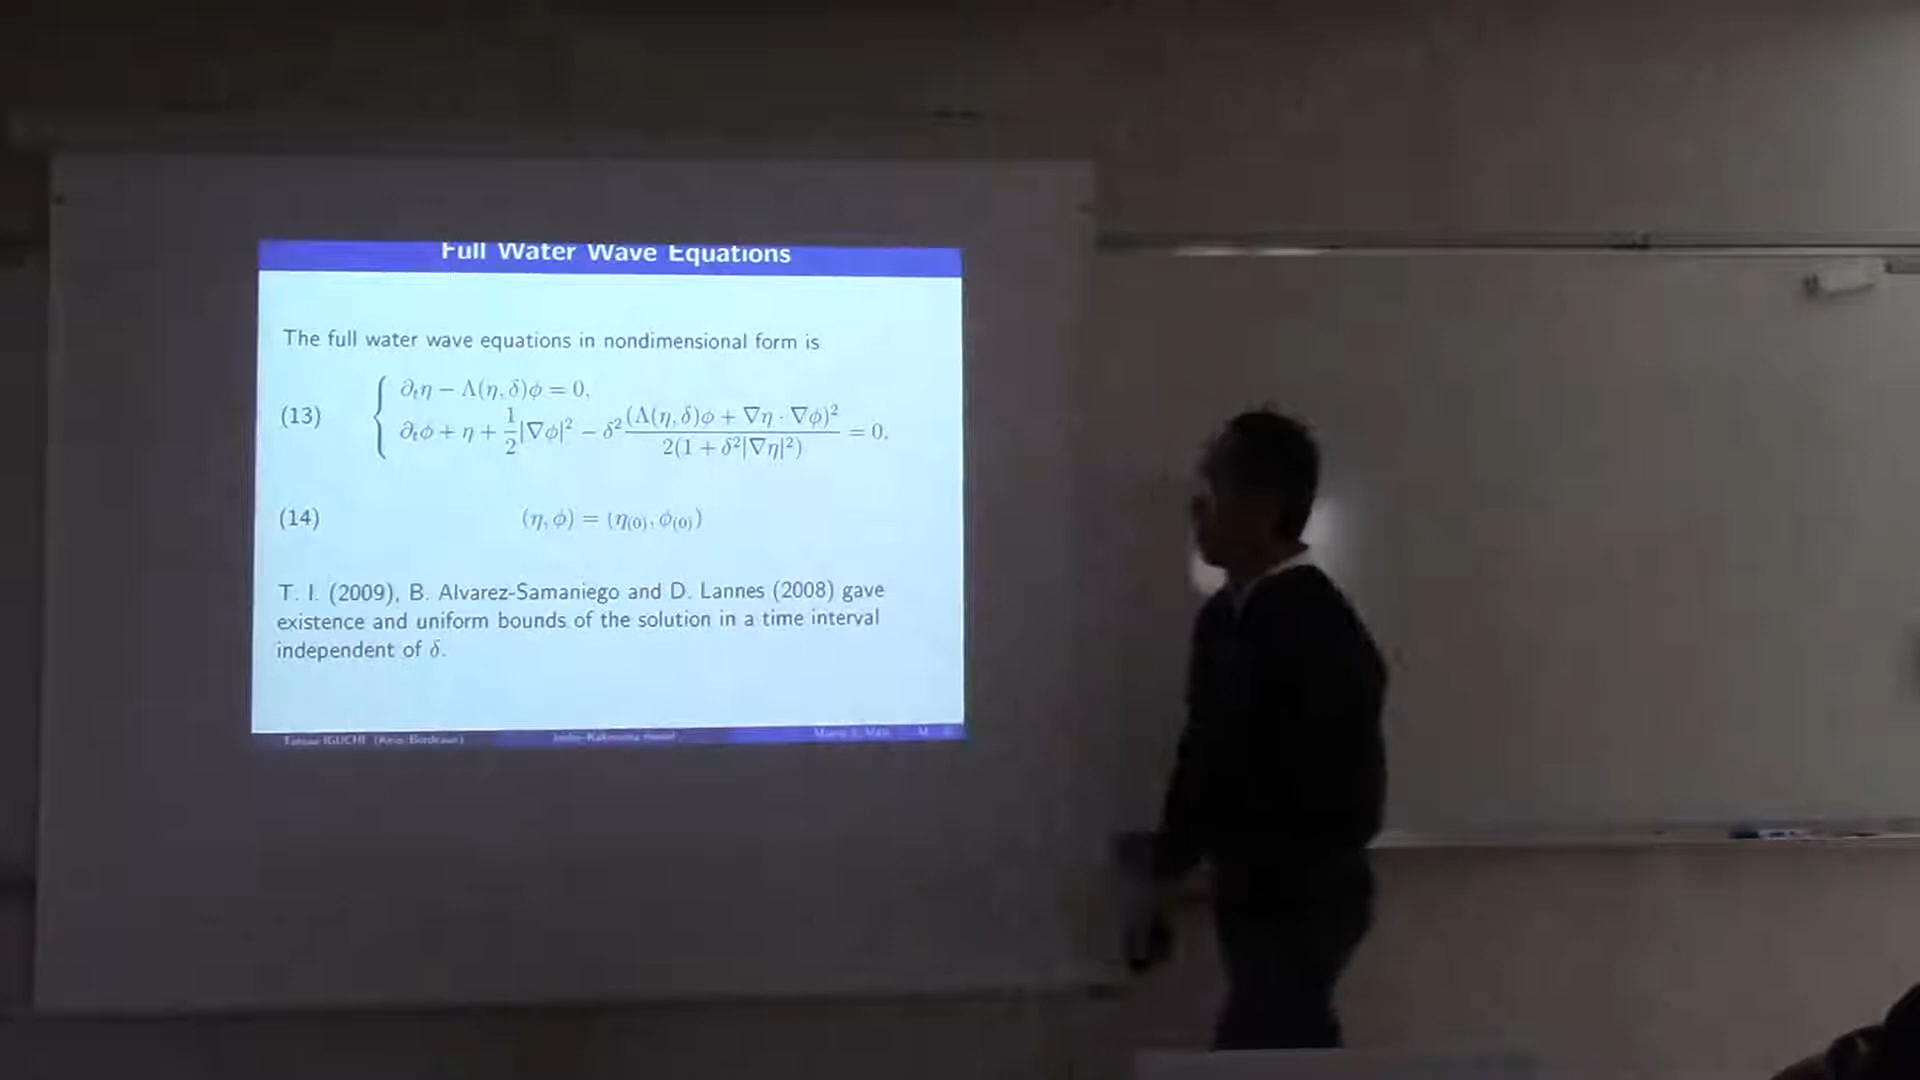 Full Water Wave Equations
The full water wave equations in nondimensional form is
(13) { ∂ₜη − Λ(η, δ)ϕ = 0,
∂ₜϕ + η + 1/2|∇ϕ|² − δ² (Λ(η, δ)ϕ + ∇η · ∇ϕ)² / 2(1 + δ²|∇η|²) = 0.
(14) (η, ϕ) = (η₍₀₎, ϕ₍₀₎)
T. I. (2009), B. Alvarez-Samaniego and D. Lannes (2008) gave
existence and uniform bounds of the solution in a time interval
independent of δ.
IGUCHI